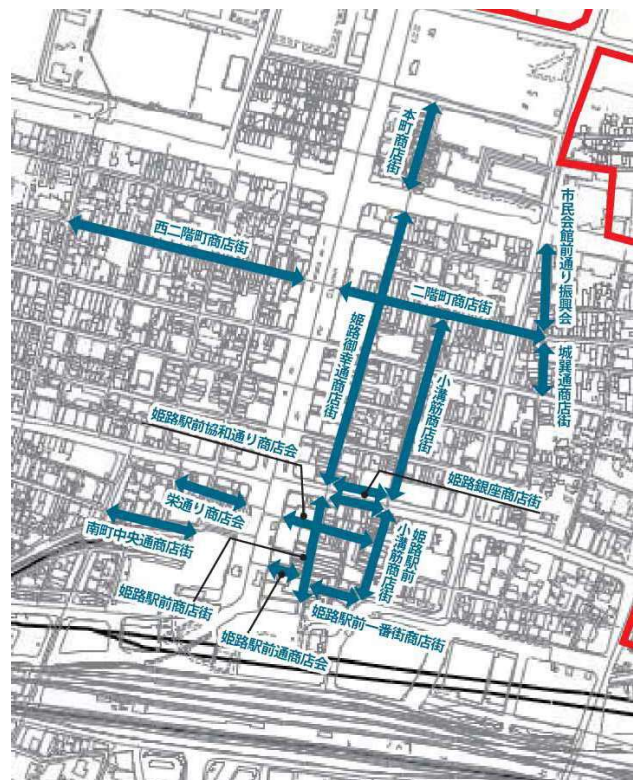 本町商店街
市民会館前通り振興会
西二階町商店街
二階町商店街
姫路御幸通商店街
城巽通商店街
小溝筋商店街
姫路駅前協和通り商店会
姫路銀座商店街
栄通り商店会
南町中央通商店街
姫路駅前
小溝筋商店街
姫路駅前商店街
姫路駅前通商店会
姫路駅前一番街商店街